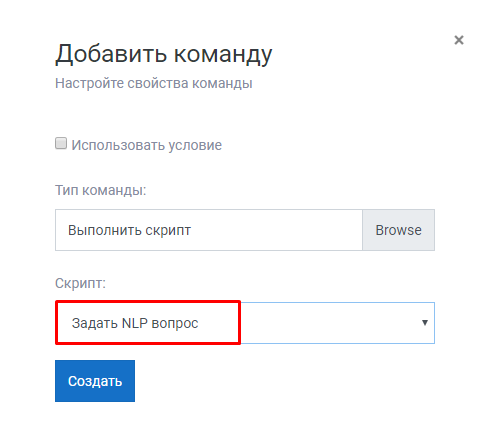 Добавить команду
×
Настройте свойства команды
Использовать условие
Тип команды:
Выполнить скрипт Browse
Скрипт:
Задать NLP вопрос
Создать